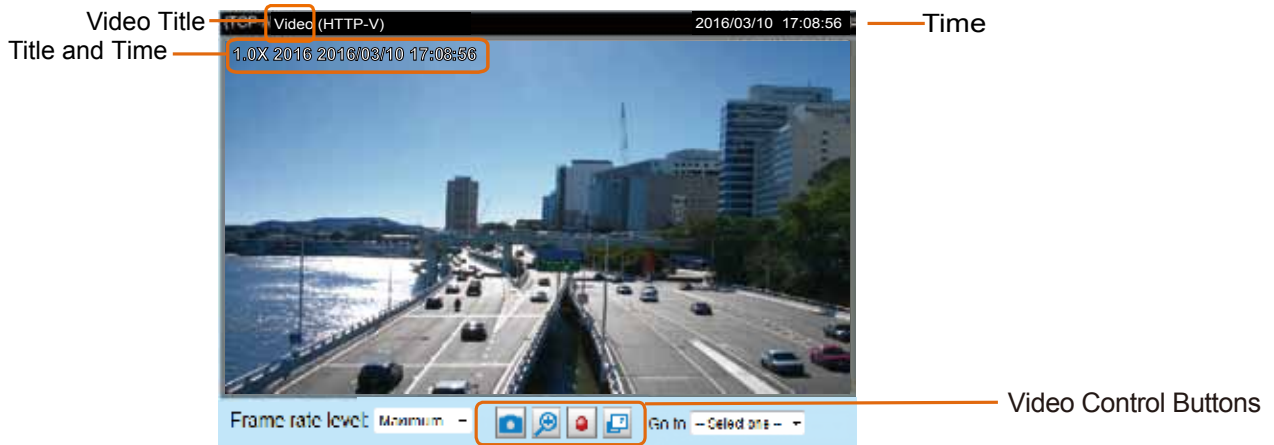 Video Title
Video (HTTP-V)
2016/03/10 17:08:56
Time
Title and Time
1.0X 2016 2016/03/10 17:08:56
Frame rate level: Maximum
Go to -- Select one --
Video Control Buttons